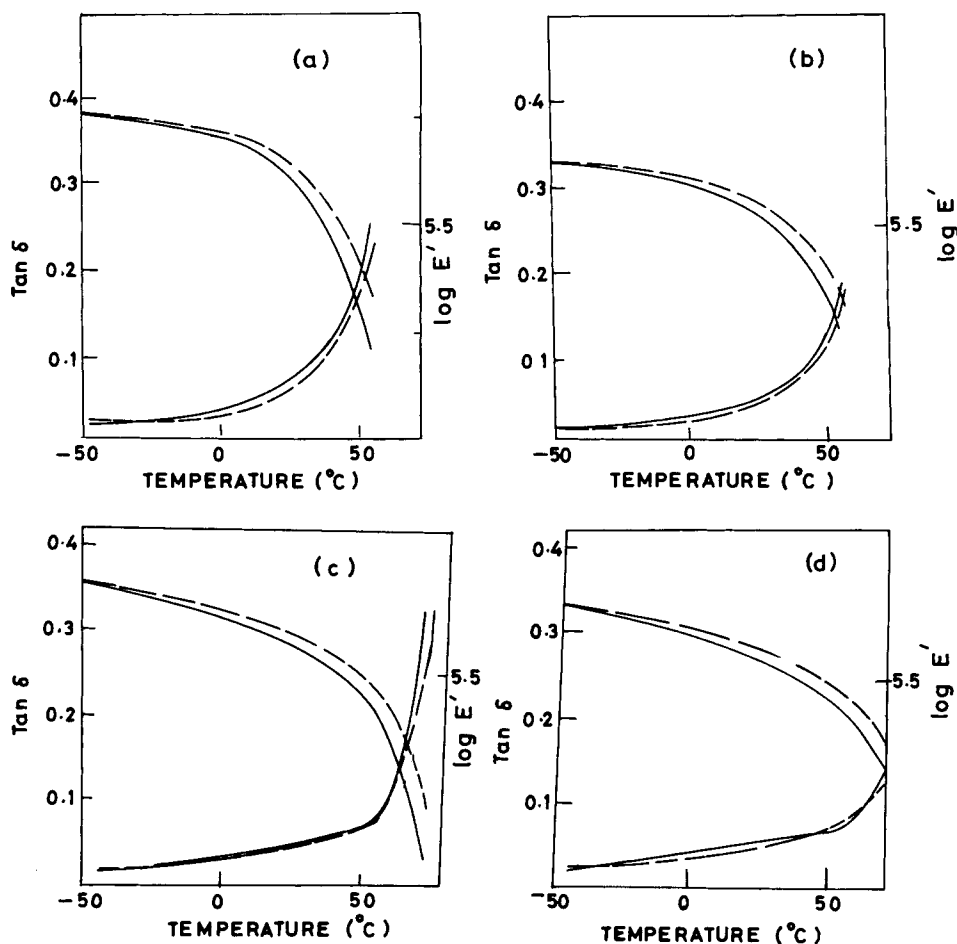 (a)
0.4
0.3
0.2
0.1
Tan δ
5.5
log E′
-50
0
50
TEMPERATURE (°C)
(b)
0.4
0.3
0.2
0.1
Tan δ
5.5
log E′
-50
0
50
TEMPERATURE (°C)
(c)
0.4
0.3
0.2
0.1
Tan δ
5.5
log E′
-50
0
50
TEMPERATURE (°C)
(d)
0.4
0.3
0.2
0.1
Tan δ
5.5
log E′
-50
0
50
TEMPERATURE (°C)